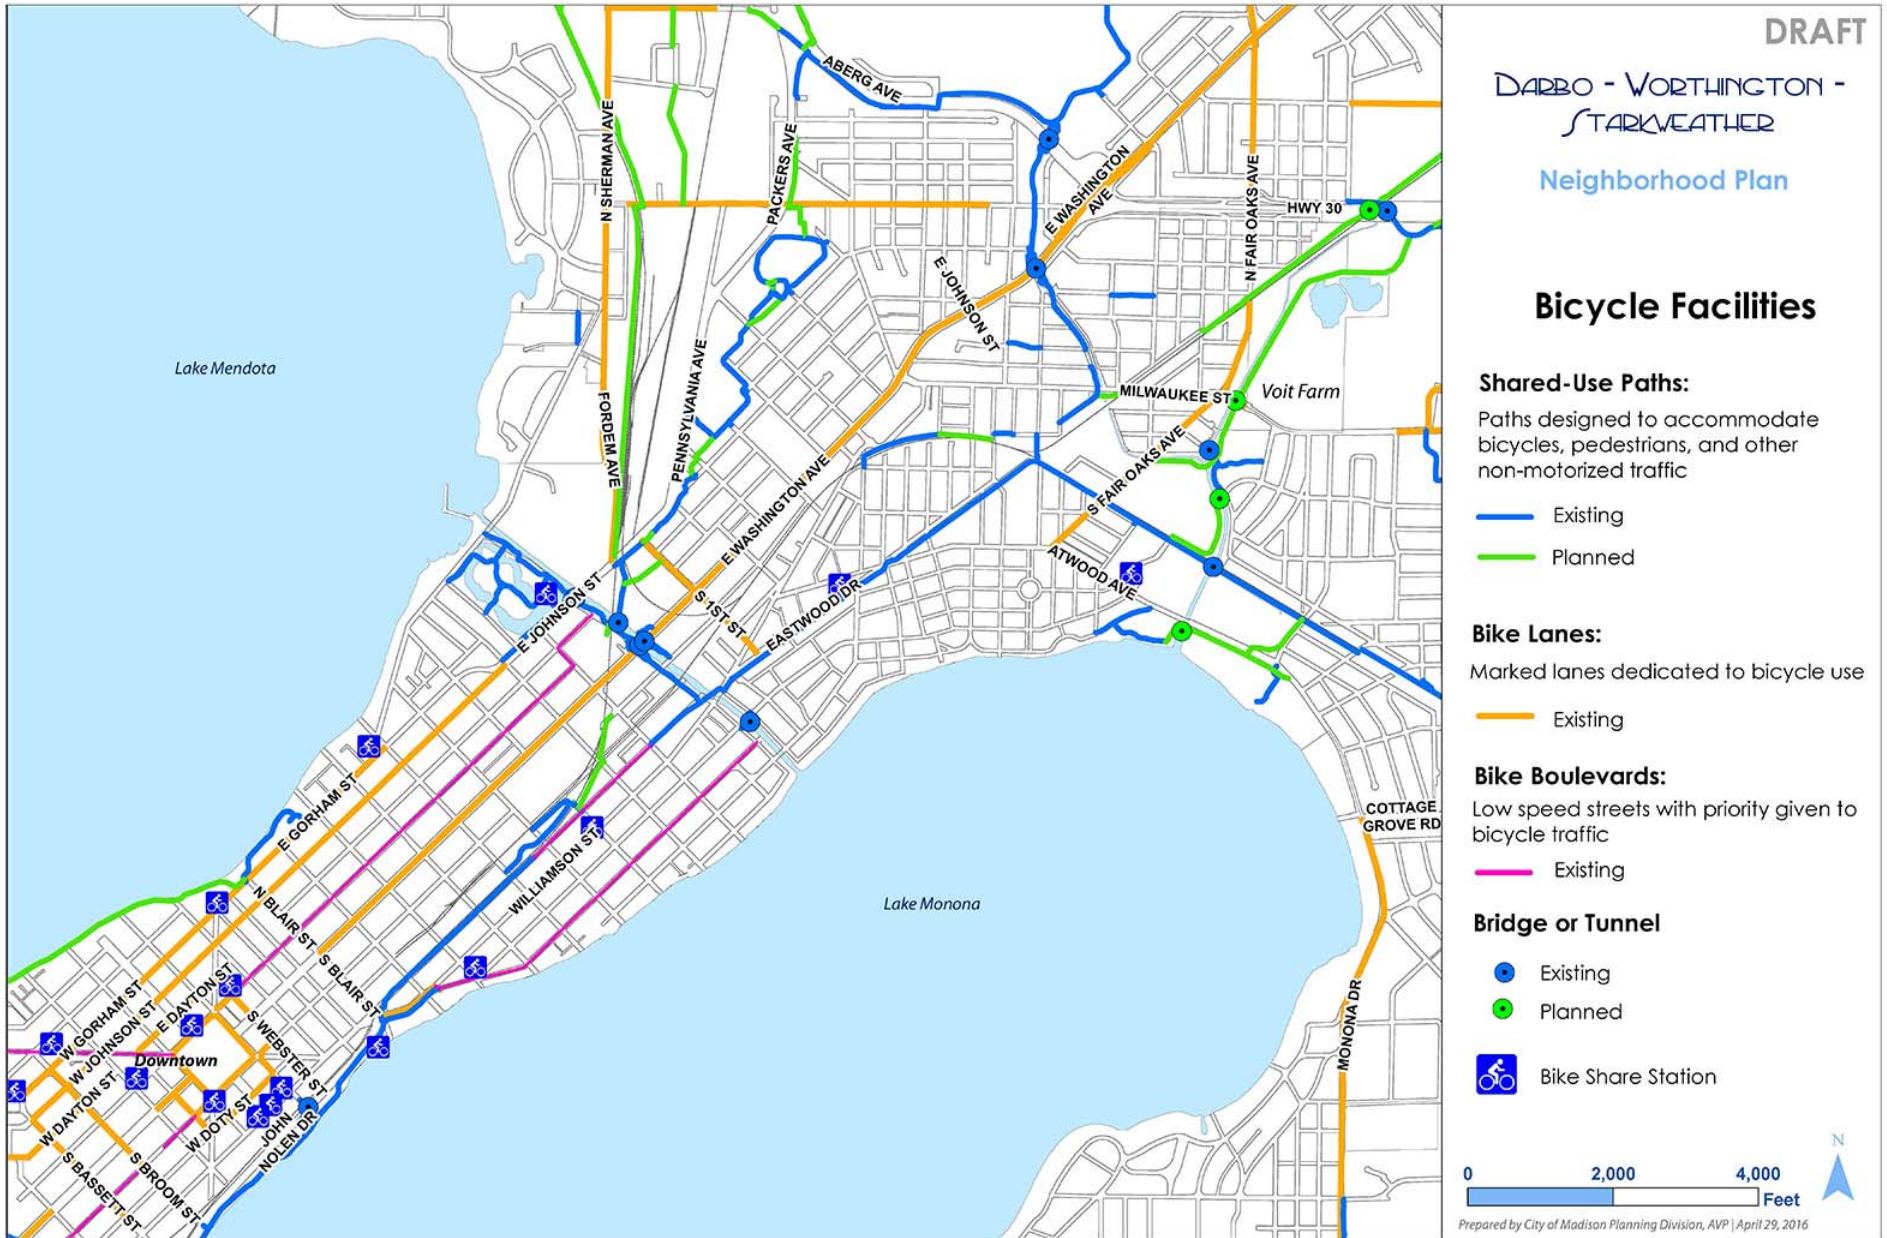 DRAFT
DARBO - WORTHINGTON -
STARKWEATHER
Neighborhood Plan
Bicycle Facilities
Shared-Use Paths:
Paths designed to accommodate
bicycles, pedestrians, and other
non-motorized traffic
Existing
Planned
Bike Lanes:
Marked lanes dedicated to bicycle use
Existing
Bike Boulevards:
Low speed streets with priority given to
bicycle traffic
Existing
Bridge or Tunnel
Existing
Planned
Bike Share Station
N
0 2,000 4,000
Feet
Prepared by City of Madison Planning Division, AVP | April 29, 2016
ABERG AVE
N SHERMAN AVE
PACKERS AVE
E WASHINGTON
AVE
N FAIR OAKS AVE
HWY 30
E JOHNSON ST
Lake Mendota
PENNSYLVANIA AVE
FORDEM AVE
MILWAUKEE ST
Voit Farm
E WASHINGTON AVE
S FAIR OAKS AVE
ATWOOD AVE
E JOHNSON ST
S 1ST ST
EASTWOOD DR
E GORHAM ST
WILLIAMSON ST
COTTAGE
GROVE RD
Lake Monona
N BLAIR ST
S BLAIR ST
W GORHAM ST
W JOHNSON ST
E DAYTON ST
S WEBSTER ST
Downtown
W DAYTON ST
W DOTY ST
JOHN
NOLEN DR
S BROOM ST
S BASSETT ST
MONONA DR